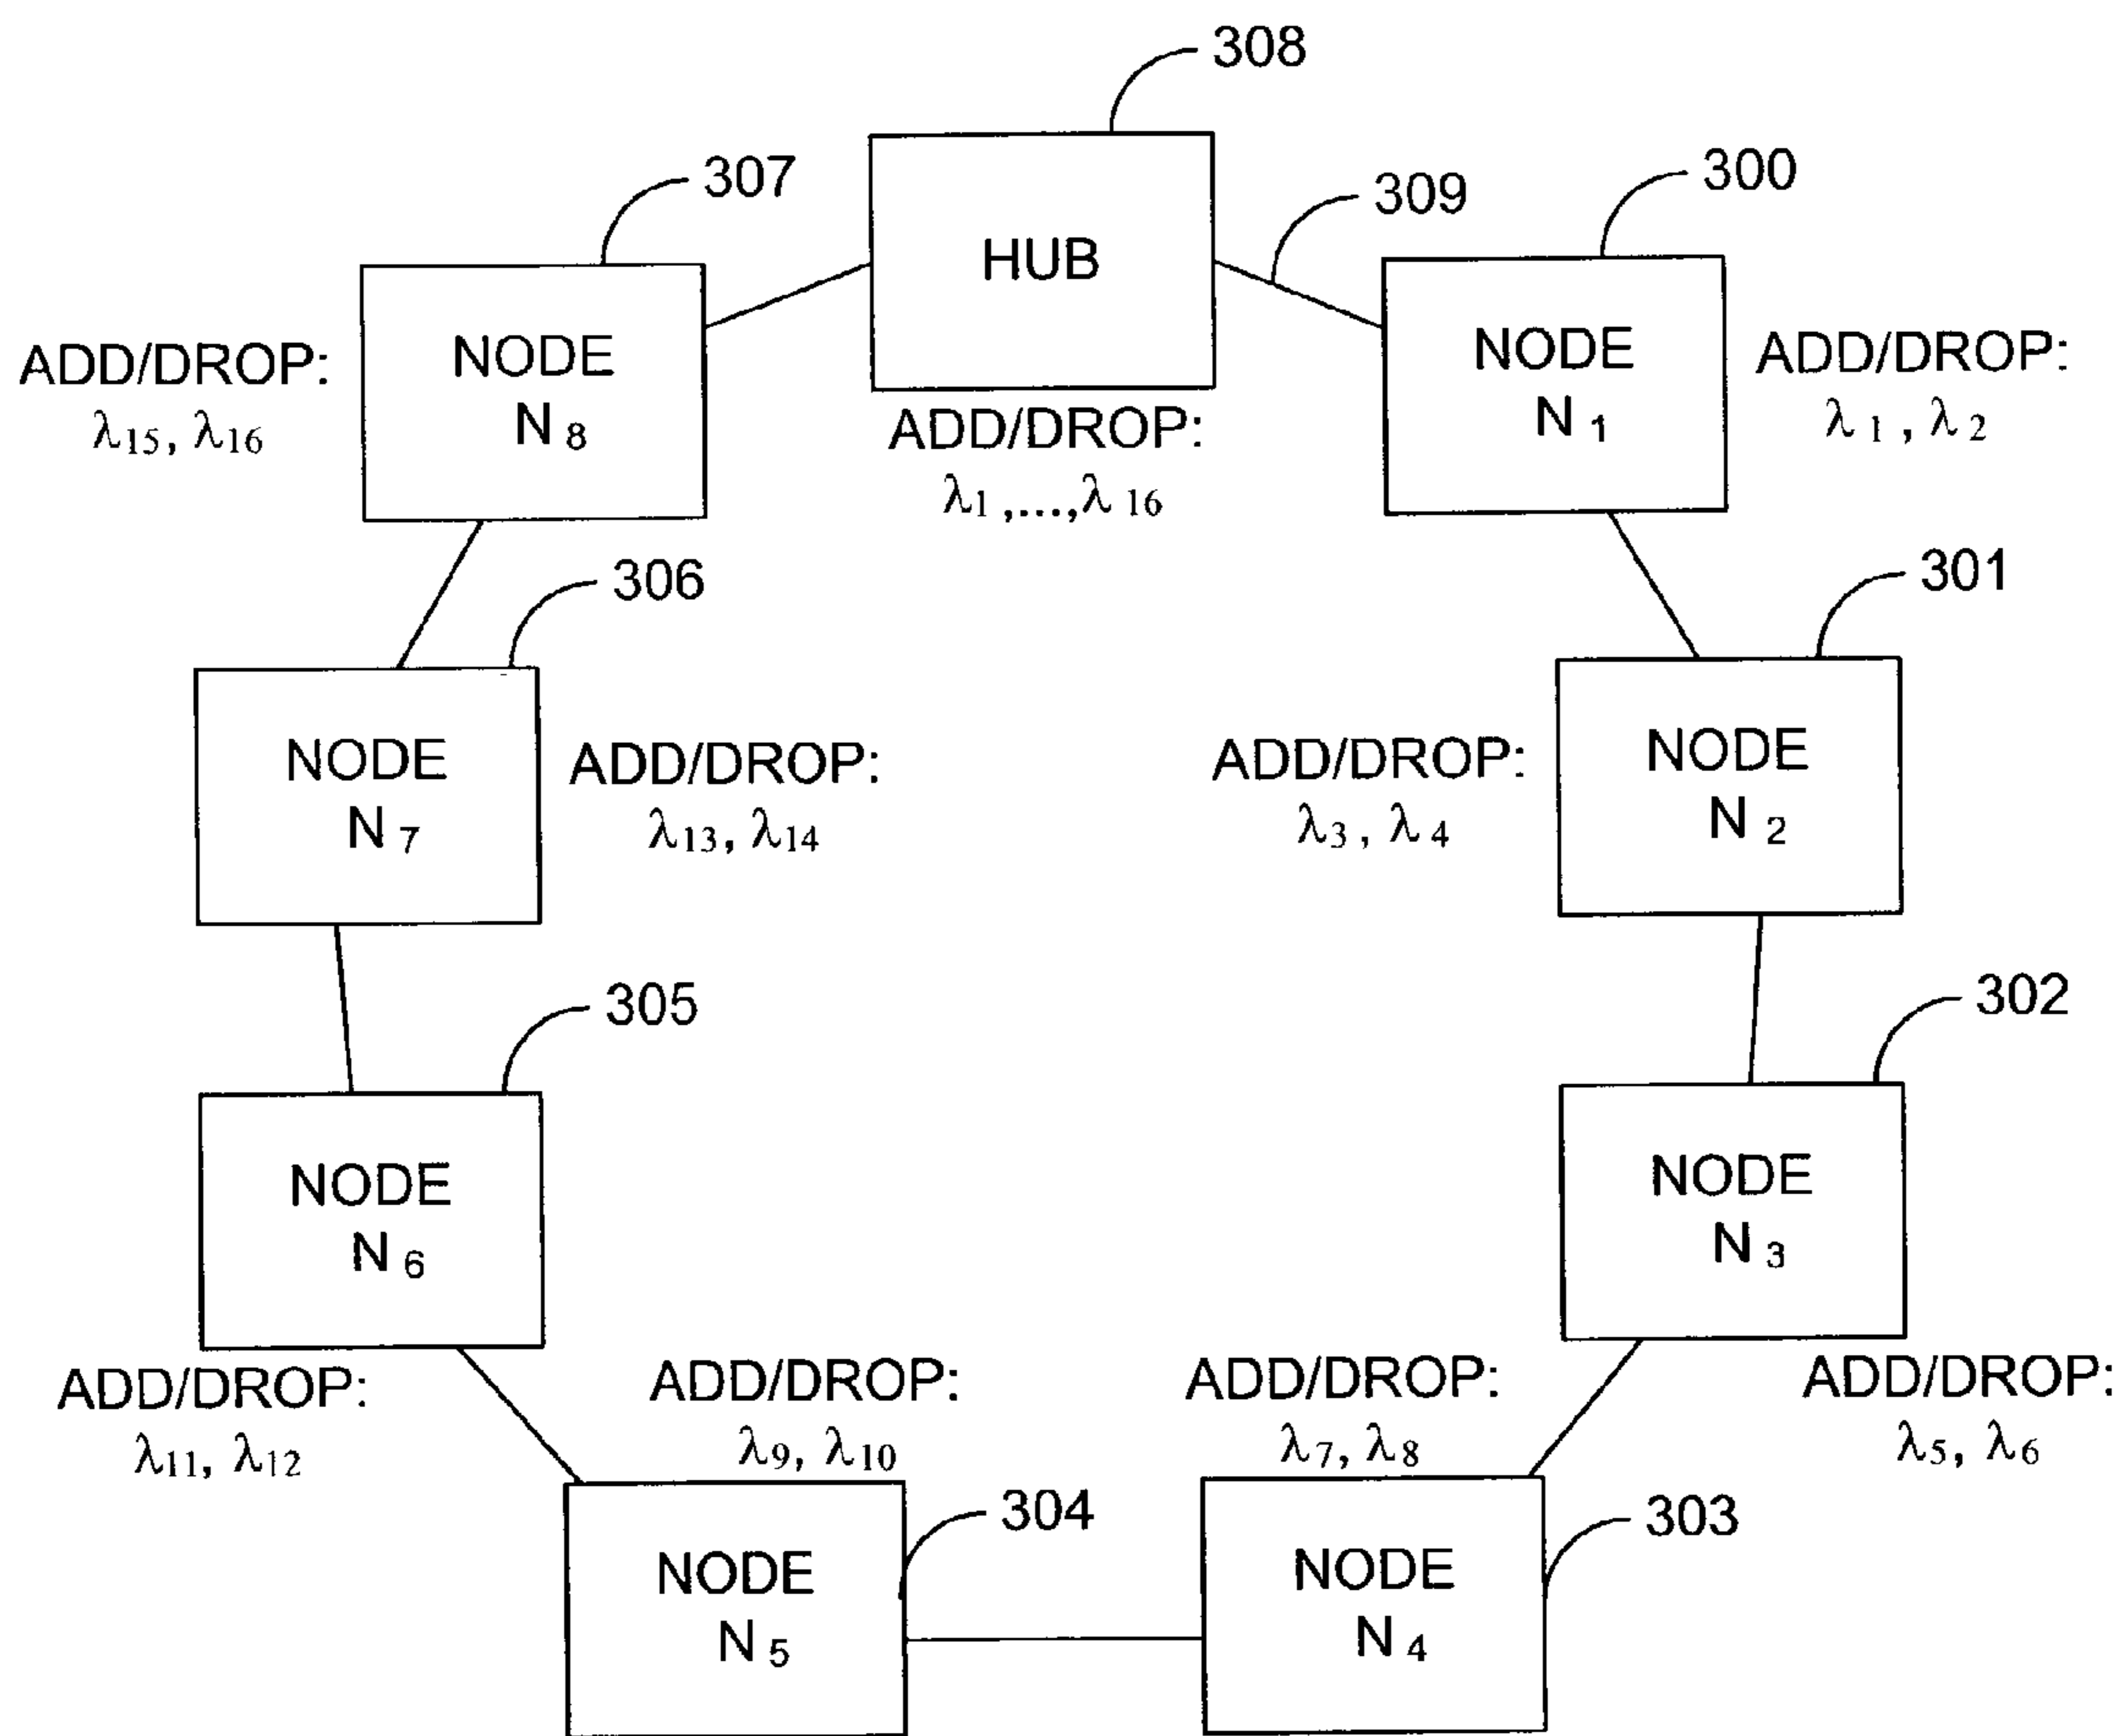 308
307
300
HUB
309
NODE
N 8
NODE
N 1
ADD/DROP:
λ15, λ16
ADD/DROP:
λ1 ,...,λ 16
ADD/DROP:
λ 1 , λ 2
306
301
NODE
N 7
ADD/DROP:
λ13, λ14
ADD/DROP:
λ3 , λ 4
NODE
N 2
305
302
NODE
N 6
NODE
N 3
ADD/DROP:
λ11, λ12
ADD/DROP:
λ9, λ10
ADD/DROP:
λ7, λ8
ADD/DROP:
λ5, λ6
304
303
NODE
N 5
NODE
N 4